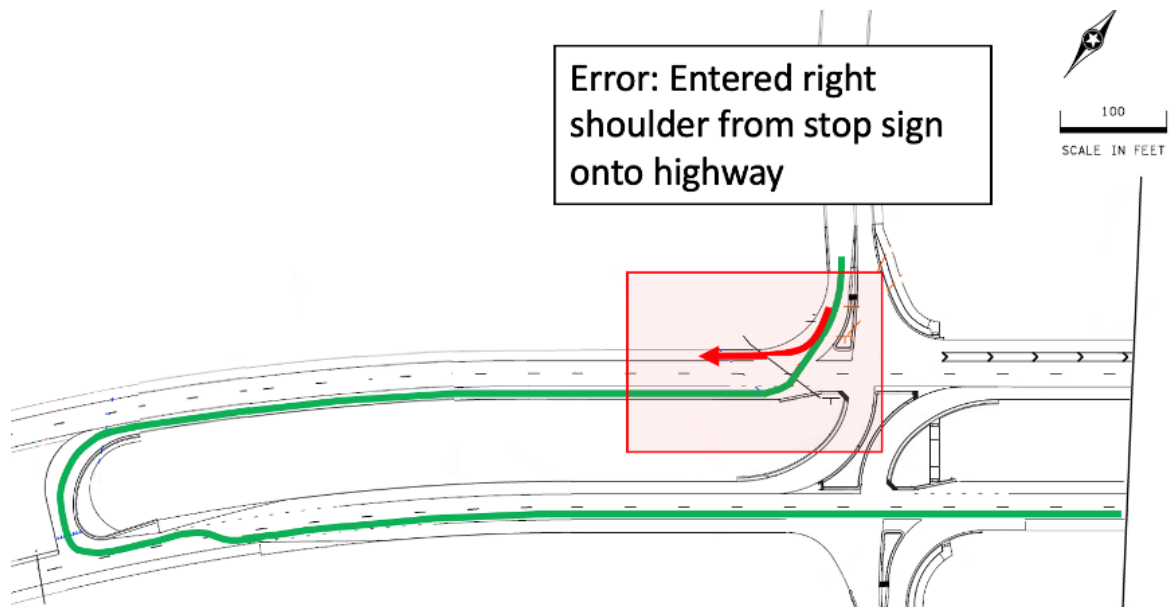 Error: Entered right
shoulder from stop sign
onto highway
100
SCALE IN FEET